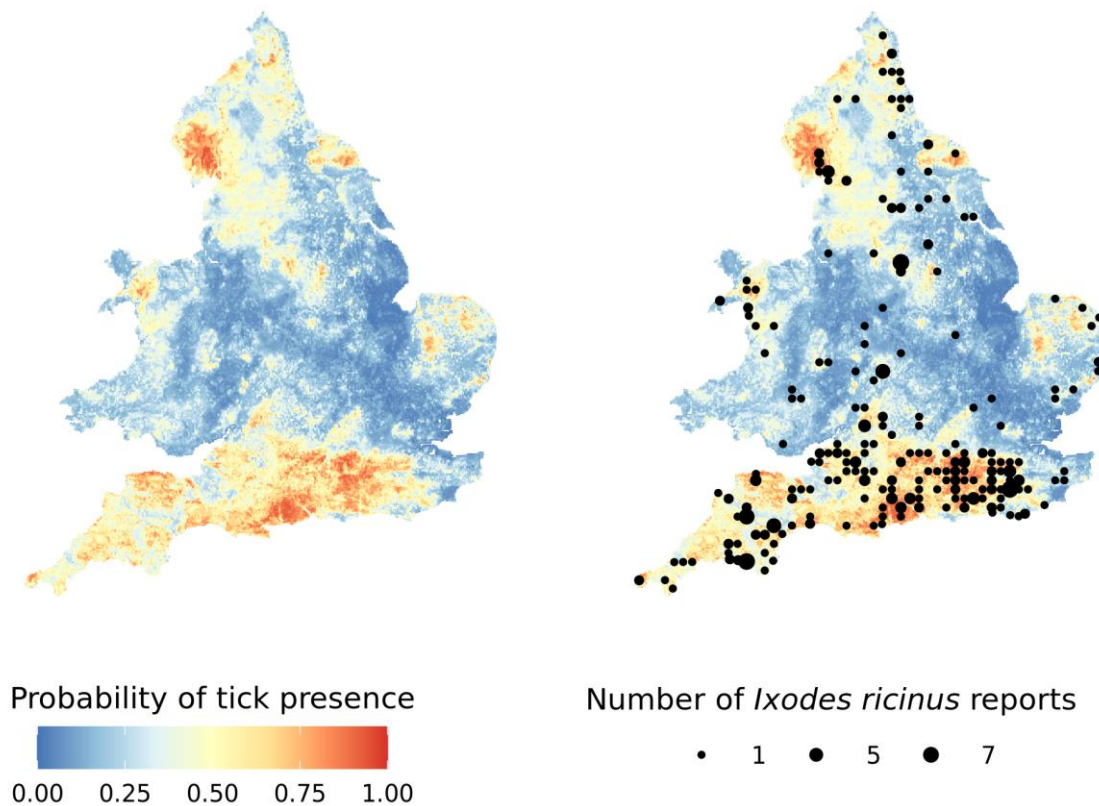 Probability of tick presence
0.00 0.25 0.50 0.75 1.00
Number of Ixodes ricinus reports
1 5 7